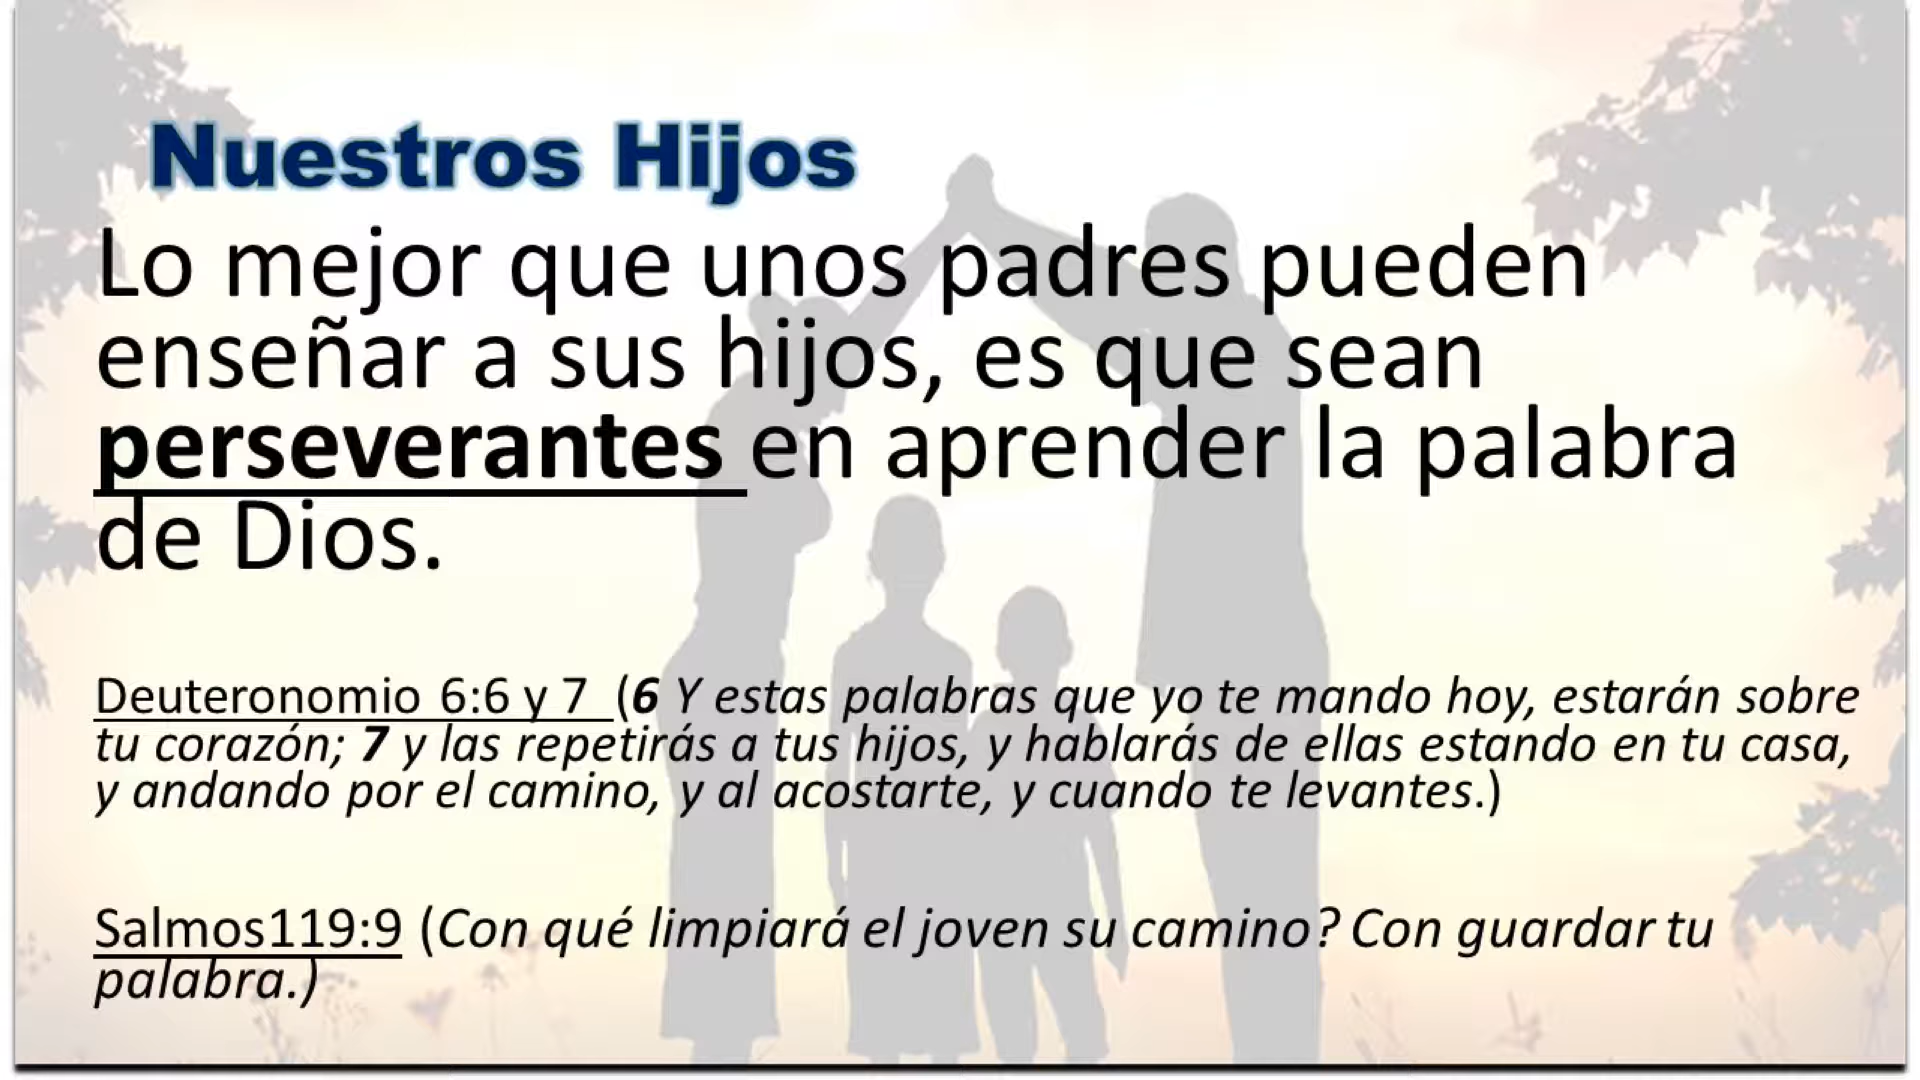 Nuestros Hijos
Lo mejor que unos padres pueden
enseñar a sus hijos, es que sean
perseverantes en aprender la palabra
de Dios.
Deuteronomio 6:6 y 7 (6 Y estas palabras que yo te mando hoy, estarán sobre
tu corazón; 7 y las repetirás a tus hijos, y hablarás de ellas estando en tu casa,
y andando por el camino, y al acostarte, y cuando te levantes.)
Salmos119:9 (Con qué limpiará el joven su camino? Con guardar tu
palabra.)